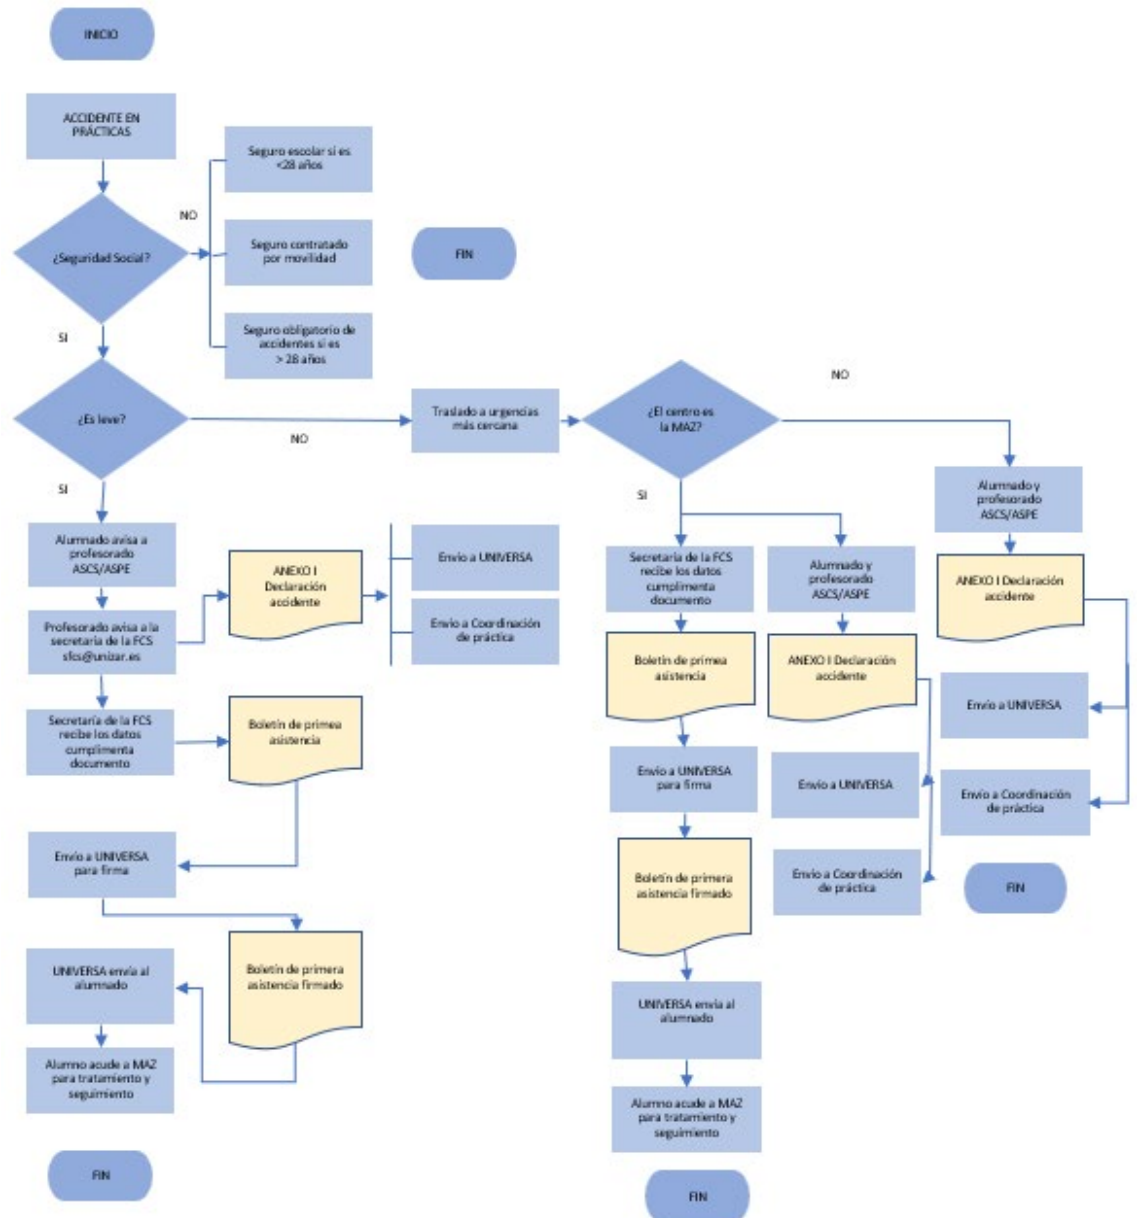 INICIO
ACCIDENTE EN
PRÁCTICAS
¿Seguridad Social?
NO
Seguro escolar si es
<28 años
Seguro contratado
por movilidad
Seguro obligatorio de
accidentes si es
> 28 años
FIN
SI
¿Es leve?
NO
Traslado a urgencias
más cercana
¿El centro es
la MAZ?
NO
SI
SI
Alumnado avisa a
profesorado
ASCS/ASPE
Profesorado avisa a la
secretaria de la FCS
sfcs@unizar.es
ANEXO I
Declaración
accidente
Envío a UNIVERSA
Envío a Coordinación
de práctica
Secretaría de la FCS
recibe los datos
cumplimenta
documento
Boletín de primea
asistencia
Envío a UNIVERSA
para firma
Boletín de primera
asistencia firmado
UNIVERSA envía al
alumnado
Alumno acude a MAZ
para tratamiento y
seguimiento
FIN
Secretaría de la FCS
recibe los datos
cumplimenta
documento
Boletín de primea
asistencia
Envío a UNIVERSA
para firma
Boletín de primera
asistencia firmado
UNIVERSA envía al
alumnado
Alumno acude a MAZ
para tratamiento y
seguimiento
FIN
Alumnado y
profesorado
ASCS/ASPE
ANEXO I Declaración
accidente
Envío a UNIVERSA
Envío a Coordinación
de práctica
Alumnado y
profesorado
ASCS/ASPE
ANEXO I Declaración
accidente
Envío a UNIVERSA
Envío a Coordinación
de práctica
FIN